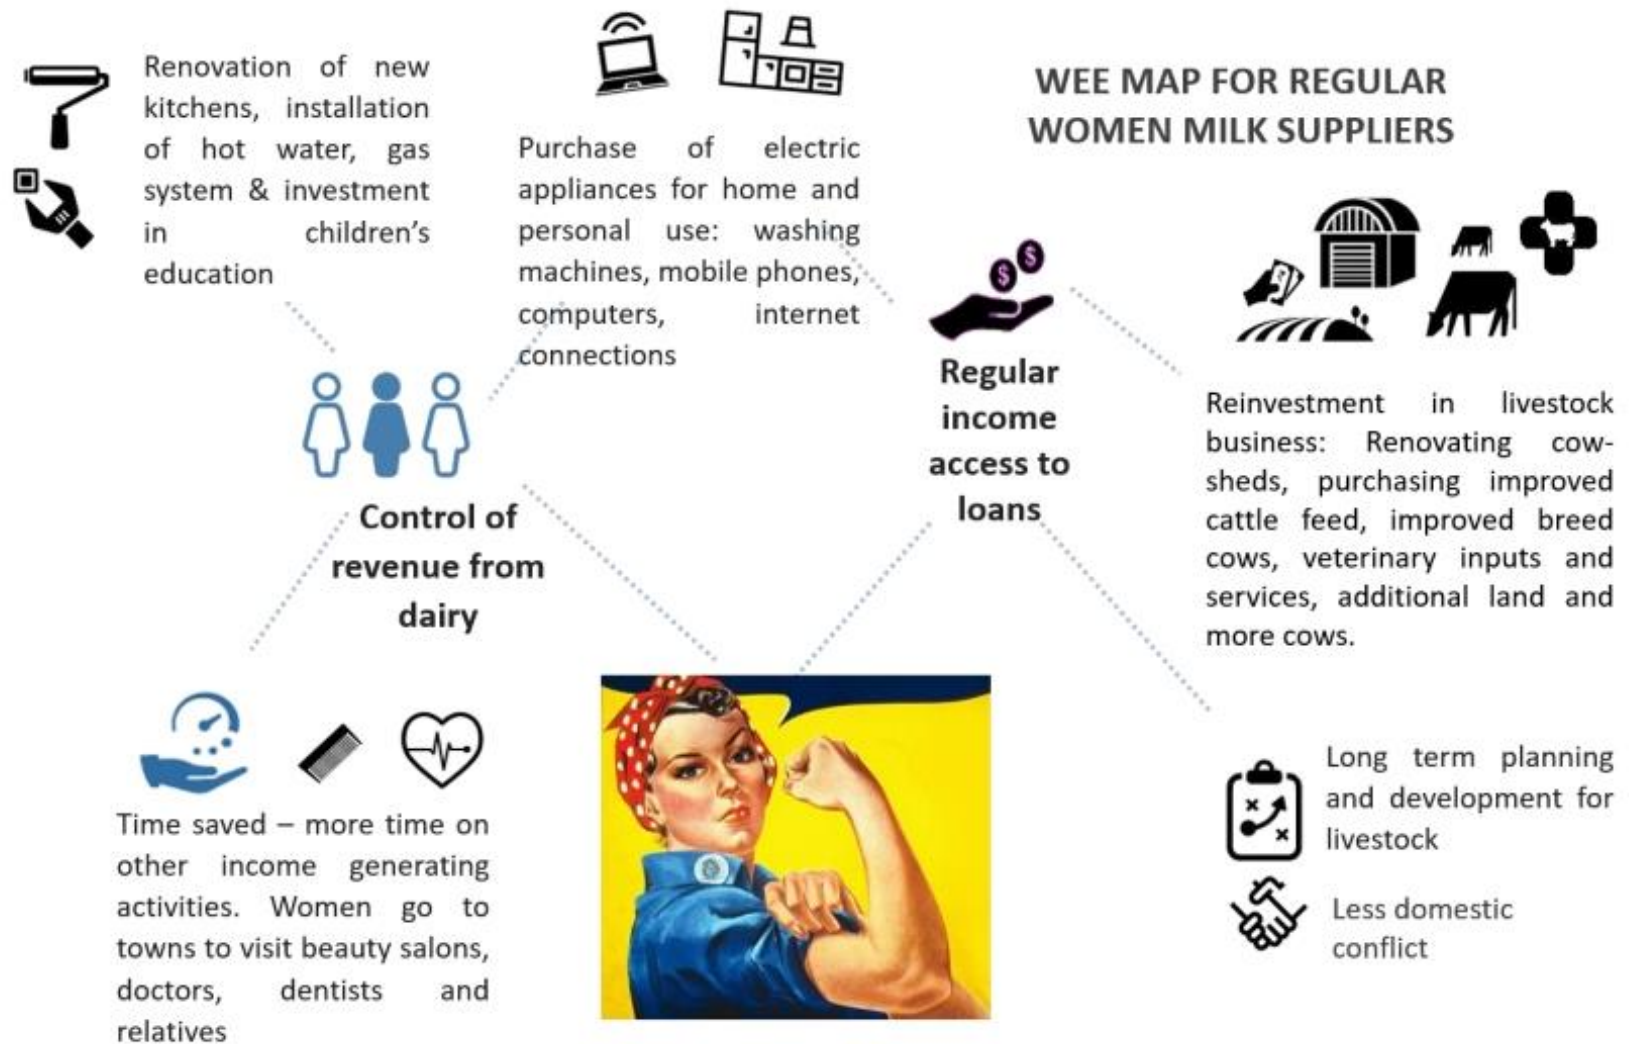 WEE MAP FOR REGULAR
WOMEN MILK SUPPLIERS
Renovation of new
kitchens, installation
of hot water, gas
system & investment
in children's
education
Purchase of electric
appliances for home and
personal use: washing
machines, mobile phones,
computers, internet
connections
$ $
Regular
income
access to
loans
Reinvestment in livestock
business: Renovating cow-
sheds, purchasing improved
cattle feed, improved breed
cows, veterinary inputs and
services, additional land and
more cows.
Control of
revenue from
dairy
Time saved – more time on
other income generating
activities. Women go to
towns to visit beauty salons,
doctors, dentists and
relatives
Long term planning
and development for
livestock
Less domestic
conflict